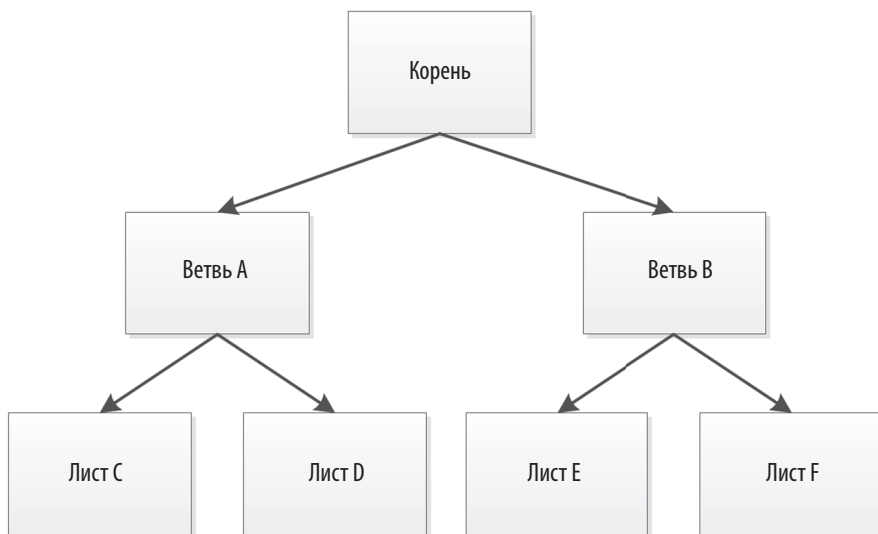 Корень
Ветвь A
Ветвь B
Лист C
Лист D
Лист E
Лист F